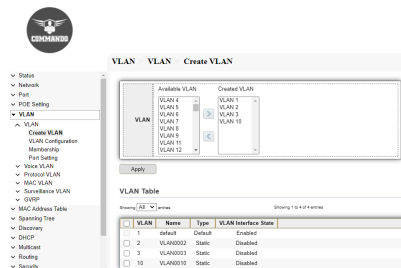 COMMANDO
VLAN VLAN Create VLAN
Status
Network
Port
POE Setting
VLAN
VLAN
Create VLAN
VLAN Configuration
Membership
Port Setting
Voice VLAN
Protocol VLAN
MAC VLAN
Surveillance VLAN
GVRP
MAC Address Table
Spanning Tree
Discovery
DHCP
Multicast
Routing
Security
Available VLAN Created VLAN
VLAN
VLAN 4
VLAN 5
VLAN 6
VLAN 7
VLAN 8
VLAN 9
VLAN 11
VLAN 12
VLAN 1
VLAN 2
VLAN 3
VLAN 10
Apply
VLAN Table
Showing All entries Showing 1 to 4 of 4 entries
VLAN Name Type VLAN Interface State
1 default Default Enabled
2 VLAN0002 Static Disabled
3 VLAN0003 Static Disabled
10 VLAN0010 Static Disabled